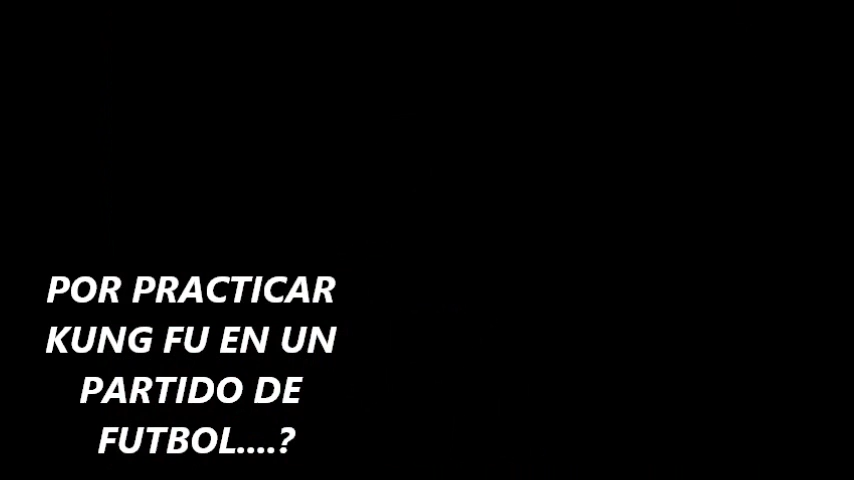 POR PRACTICAR
KUNG FU EN UN
PARTIDO DE
FUTBOL....?